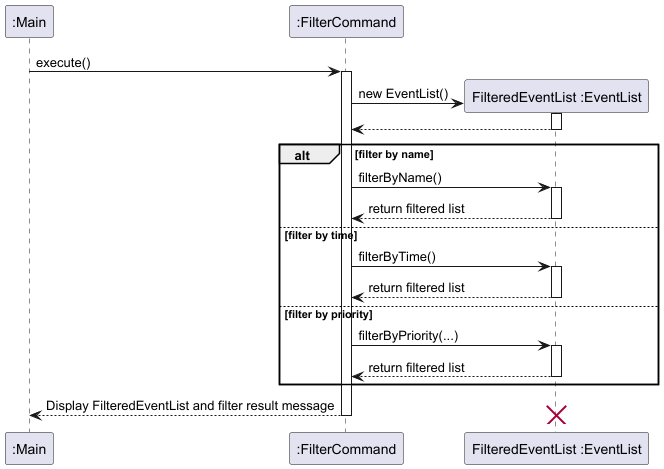 :Main
:FilterCommand
execute()
new EventList()
FilteredEventList :EventList
alt
[filter by name]
filterByName()
return filtered list
[filter by time]
filterByTime()
return filtered list
[filter by priority]
filterByPriority(...)
return filtered list
Display FilteredEventList and filter result message
:Main
:FilterCommand
FilteredEventList :EventList